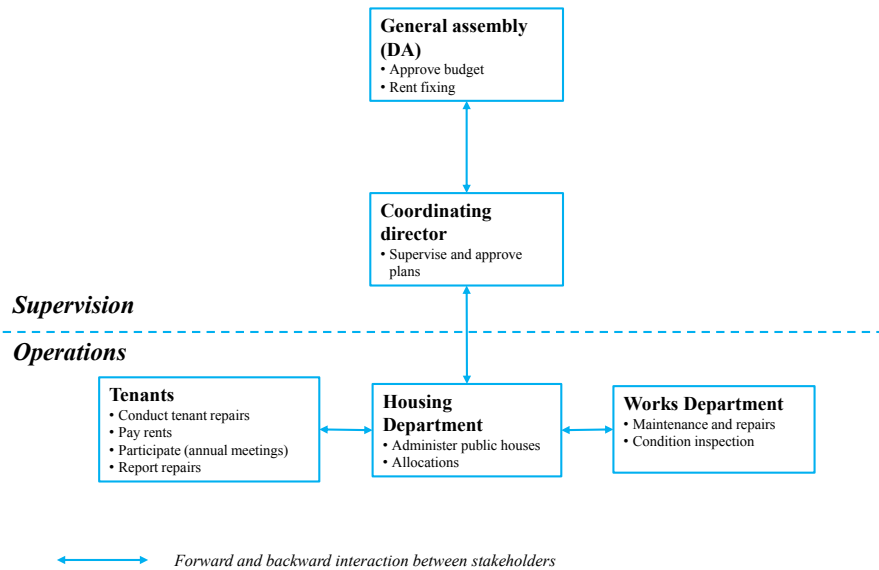 General assembly
(DA)
• Approve budget
• Rent fixing
Coordinating
director
• Supervise and approve
plans
Supervision
Operations
Tenants
• Conduct tenant repairs
• Pay rents
• Participate (annual meetings)
• Report repairs
Housing
Department
• Administer public houses
• Allocations
Works Department
• Maintenance and repairs
• Condition inspection
Forward and backward interaction between stakeholders